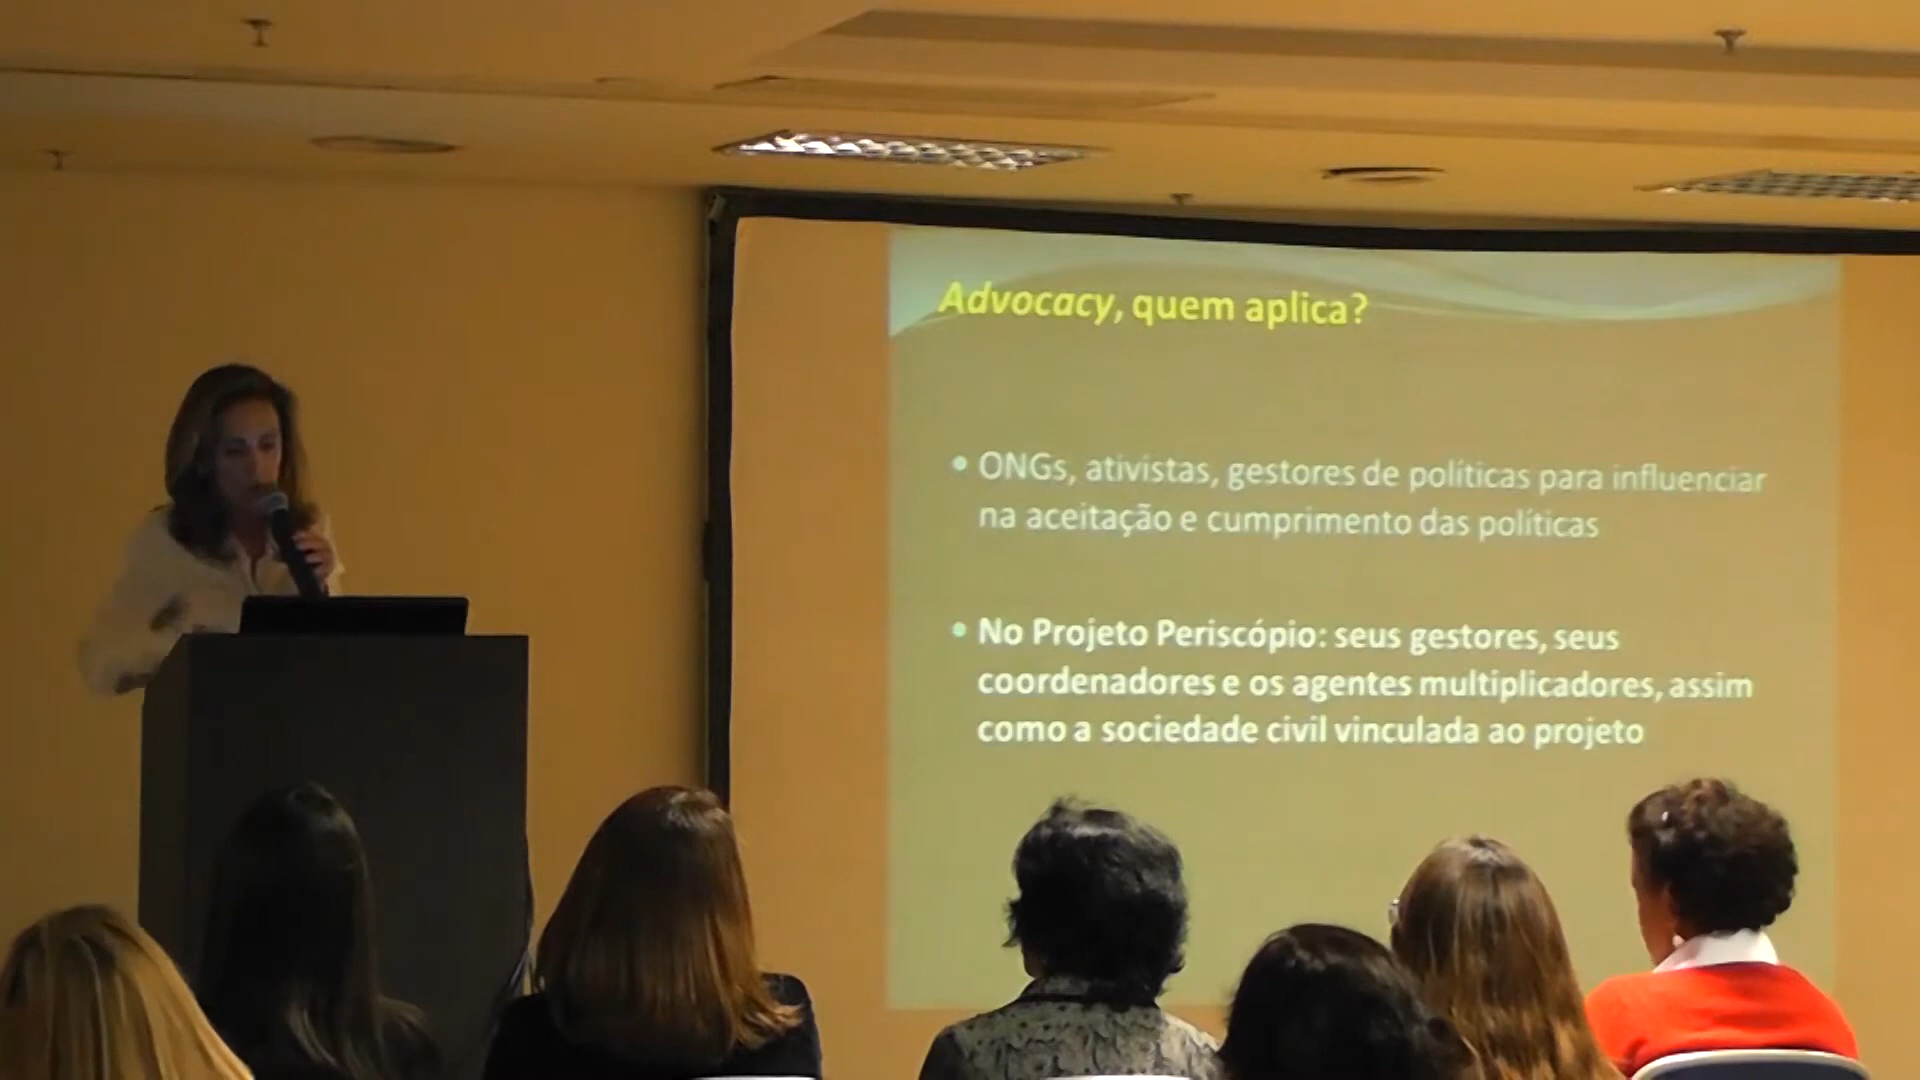 Advocacy, quem aplica?
• ONGs, ativistas, gestores de políticas para influenciar
na aceitação e cumprimento das políticas
• No Projeto Periscópio: seus gestores, seus
coordenadores e os agentes multiplicadores, assim
como a sociedade civil vinculada ao projeto